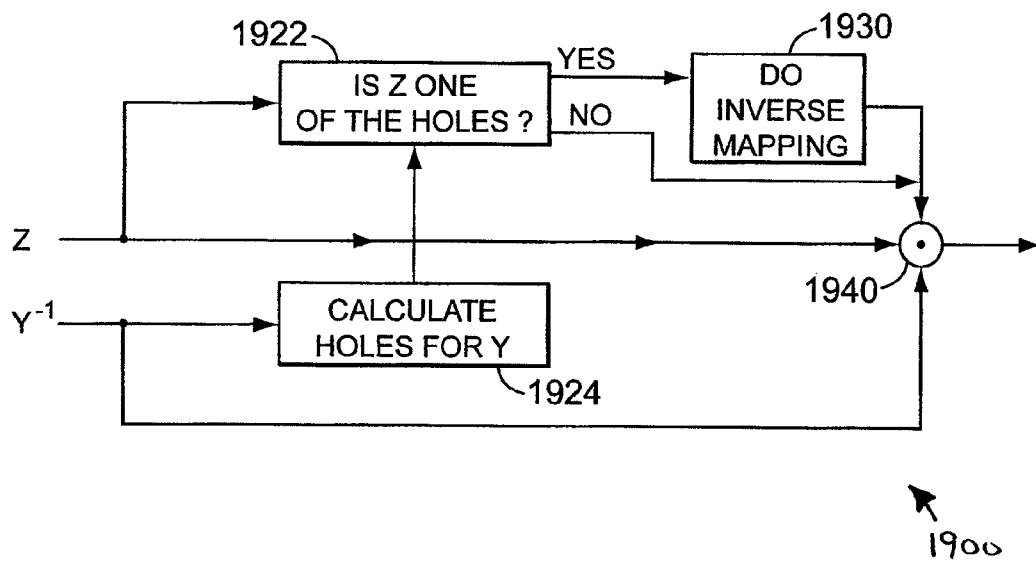 1922
1930
IS Z ONE
OF THE HOLES ?
YES
NO
DO
INVERSE
MAPPING
Z
1940
Y⁻¹
CALCULATE
HOLES FOR Y
1924
1900